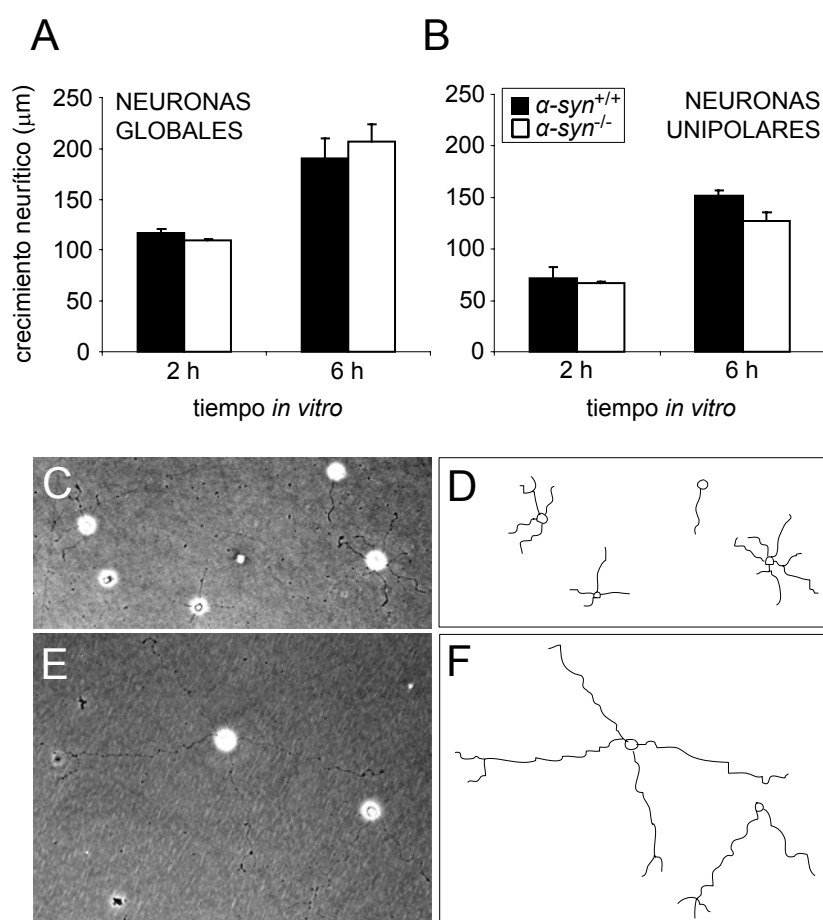 A
NEURONAS
GLOBALES
crecimiento neurítico (μm)
250
200
150
100
50
0
2 h
6 h
tiempo in vitro
B
α-syn+/+
α-syn-/-
NEURONAS
UNIPOLARES
250
200
150
100
50
0
2 h
6 h
tiempo in vitro
C
D
E
F